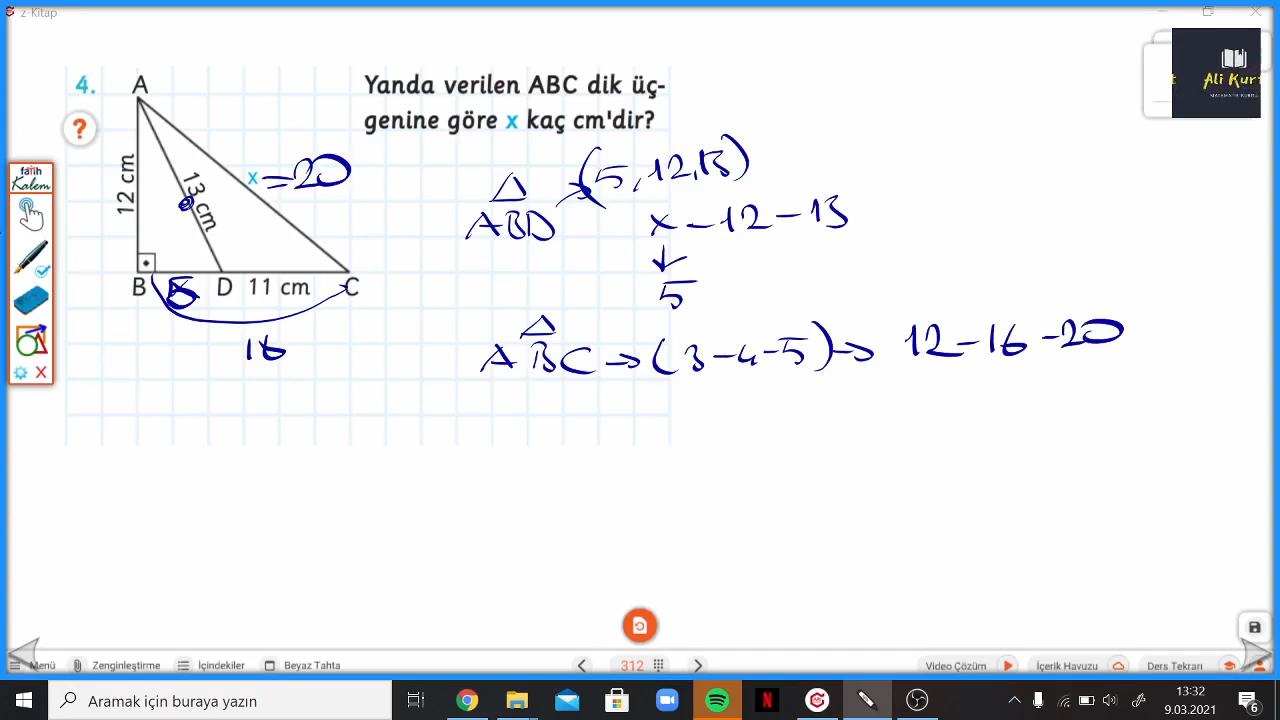 z-Kitap
Ali Kurt
MATEMATİK KURTU
4. A
Yanda verilen ABC dik üç-
genine göre x kaç cm'dir?
?
fatih
Kalem
12 cm
13 cm
x = 20
B 5 D 11 cm C
16
(5, 12, 13)
ABD
x - 12 - 13
5
ABC → (3 - 4 - 5) → 12 - 16 - 20
Menü Zenginleştirme İçindekiler Beyaz Tahta 312 Video Çözüm İçerik Havuzu Ders Tekrarı
Aramak için buraya yazın
13:32
9.03.2021
6